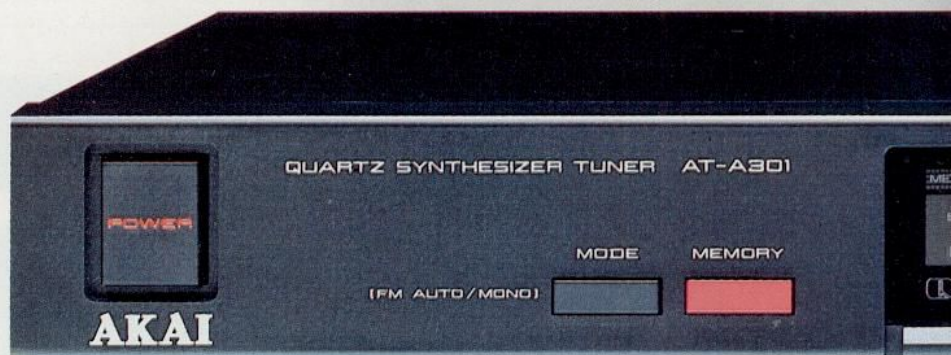 QUARTZ SYNTHESIZER TUNER AT-A301
POWER
MODE MEMORY
(FM AUTO/MONO)
AKAI